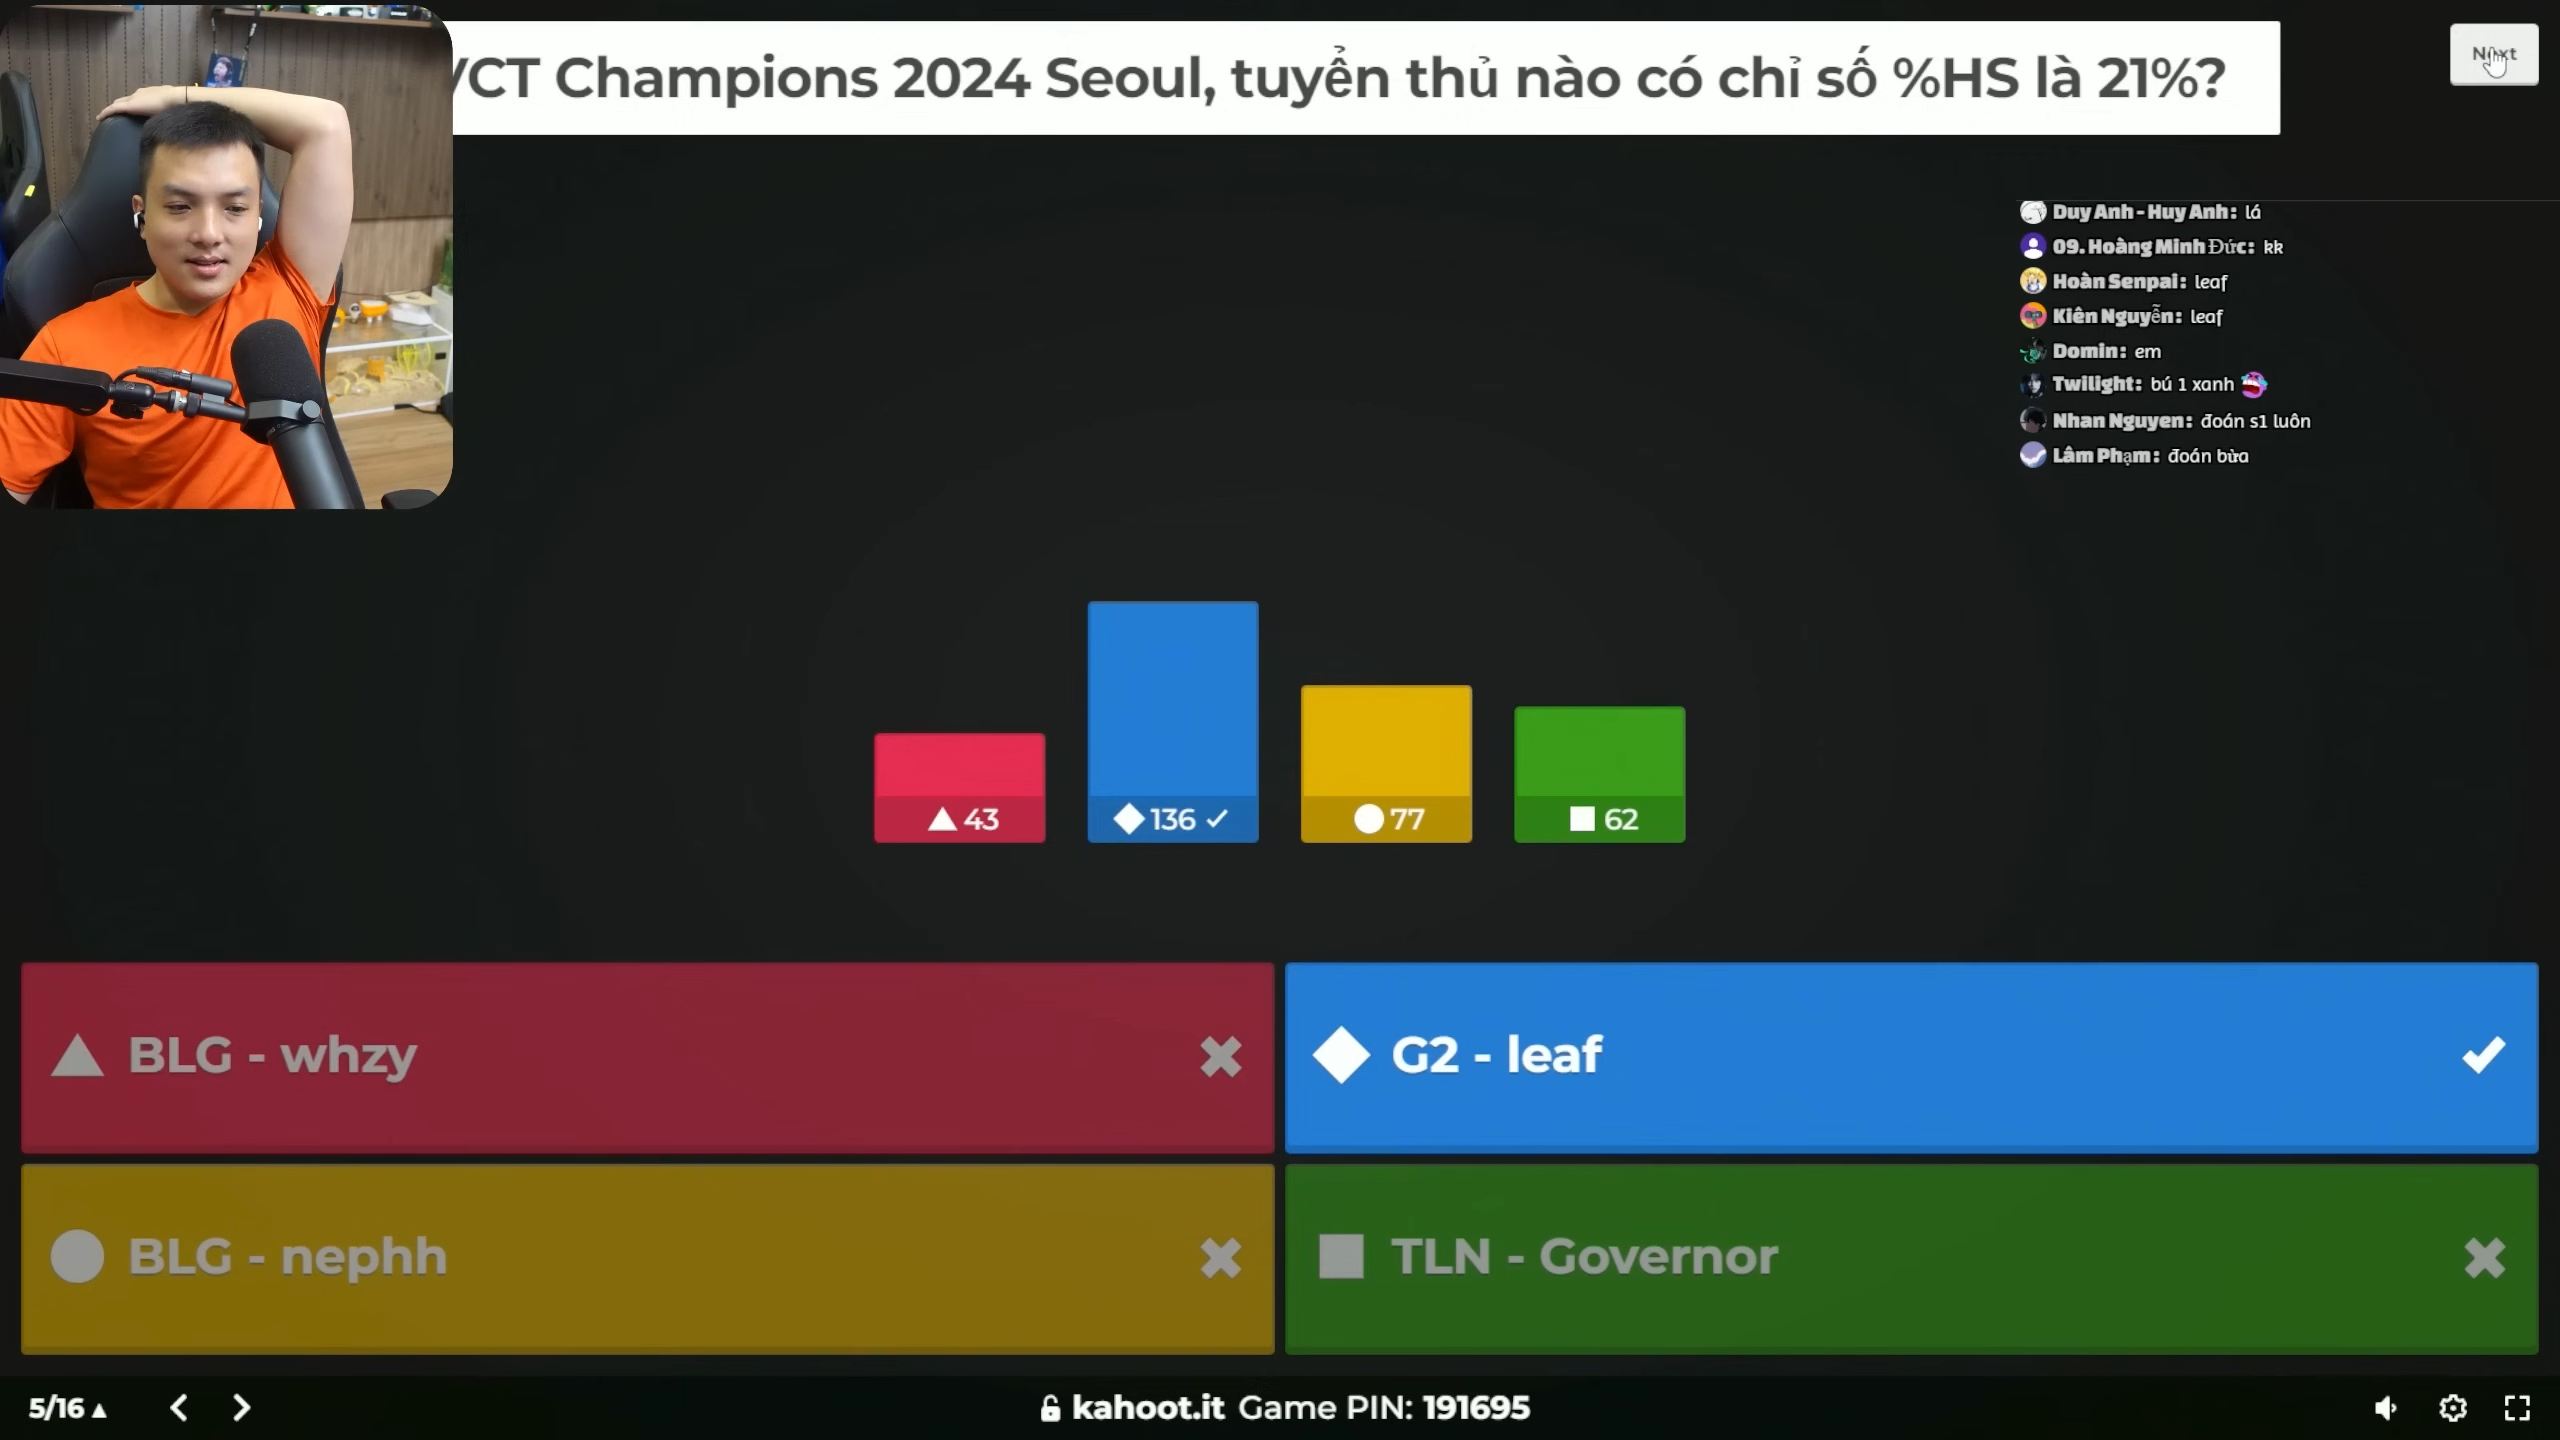 VCT Champions 2024 Seoul, tuyển thủ nào có chỉ số %HS là 21%?
Next
Duy Anh - Huy Anh: lá
09. Hoàng Minh Đức: kk
Hoàn Senpai: leaf
Kiên Nguyễn: leaf
Domin: em
Twilight: bú 1 xanh
Nhan Nguyen: đoán s1 luôn
Lâm Phạm: đoán bừa
43
136
77
62
BLG - whzy
G2 - leaf
BLG - nephh
TLN - Governor
5/16
kahoot.it Game PIN: 191695